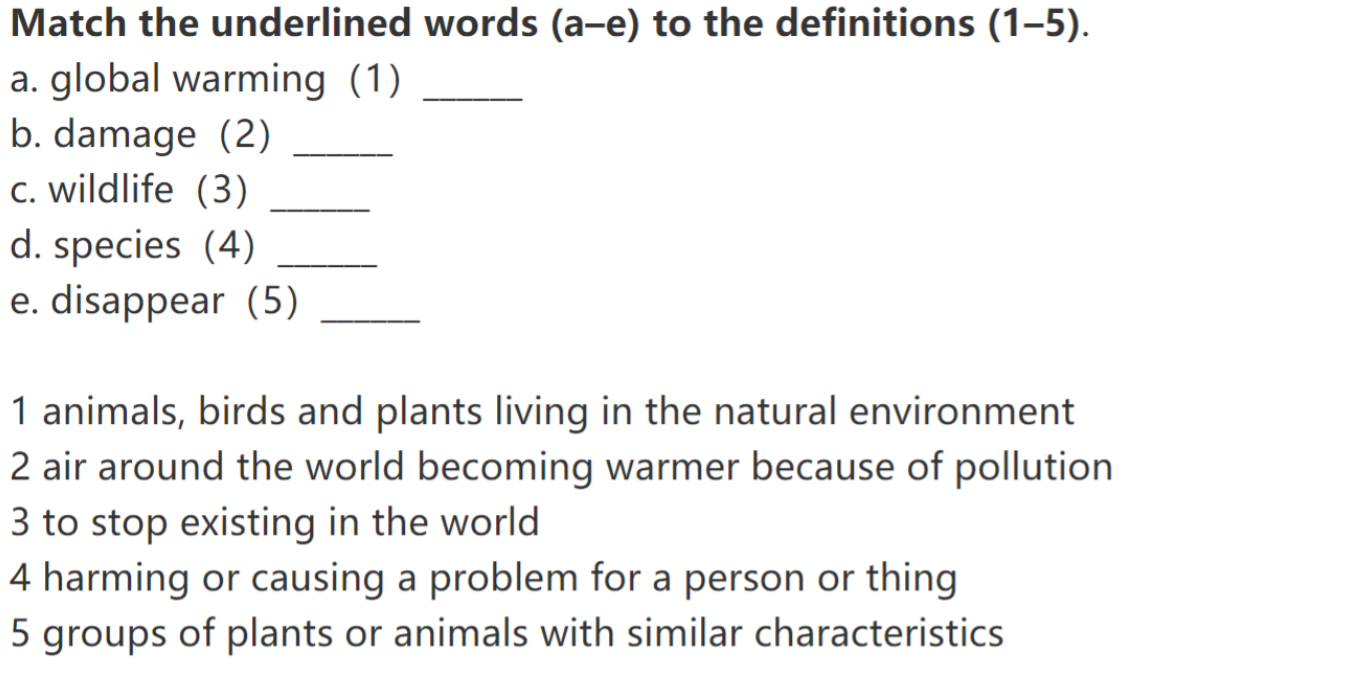 Match the underlined words (a–e) to the definitions (1–5).
a. global warming (1) ______
b. damage (2) ______
c. wildlife (3) ______
d. species (4) ______
e. disappear (5) ______
1 animals, birds and plants living in the natural environment
2 air around the world becoming warmer because of pollution
3 to stop existing in the world
4 harming or causing a problem for a person or thing
5 groups of plants or animals with similar characteristics